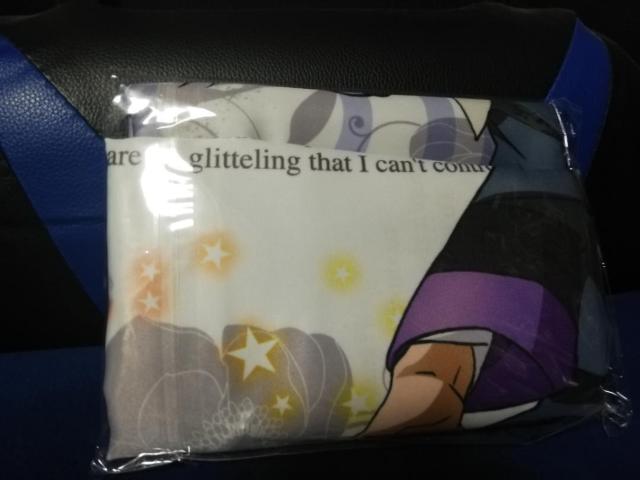 are glitteling that I can't